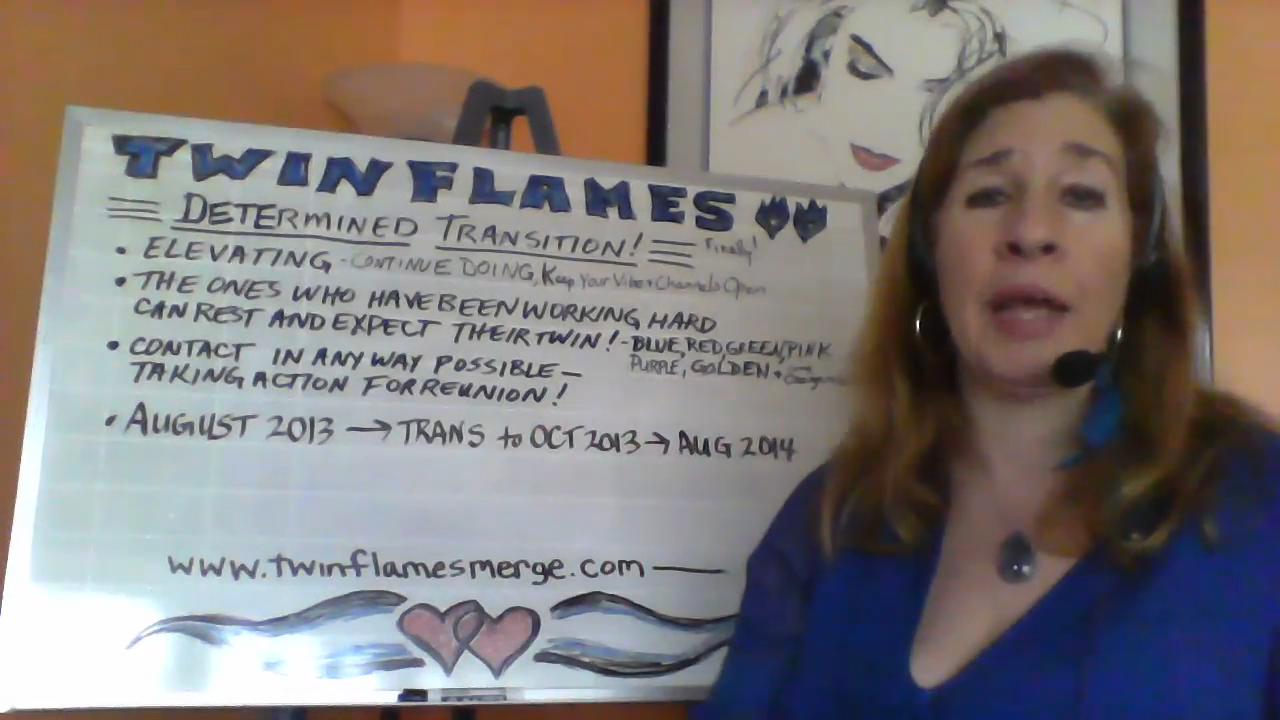 TWIN FLAMES
DETERMINED TRANSITION! Finally!
• ELEVATING - CONTINUE DOING, Keep Your Vibe + Channels Open
• THE ONES WHO HAVE BEEN WORKING HARD
CAN REST AND EXPECT THEIR TWIN! - BLUE, RED, GREEN, PINK
PURPLE, GOLDEN +
• CONTACT IN ANY WAY POSSIBLE —
TAKING ACTION FOR REUNION!
• AUGUST 2013 → TRANS to OCT 2013 → AUG 2014
www.twinflamesmerge.com —